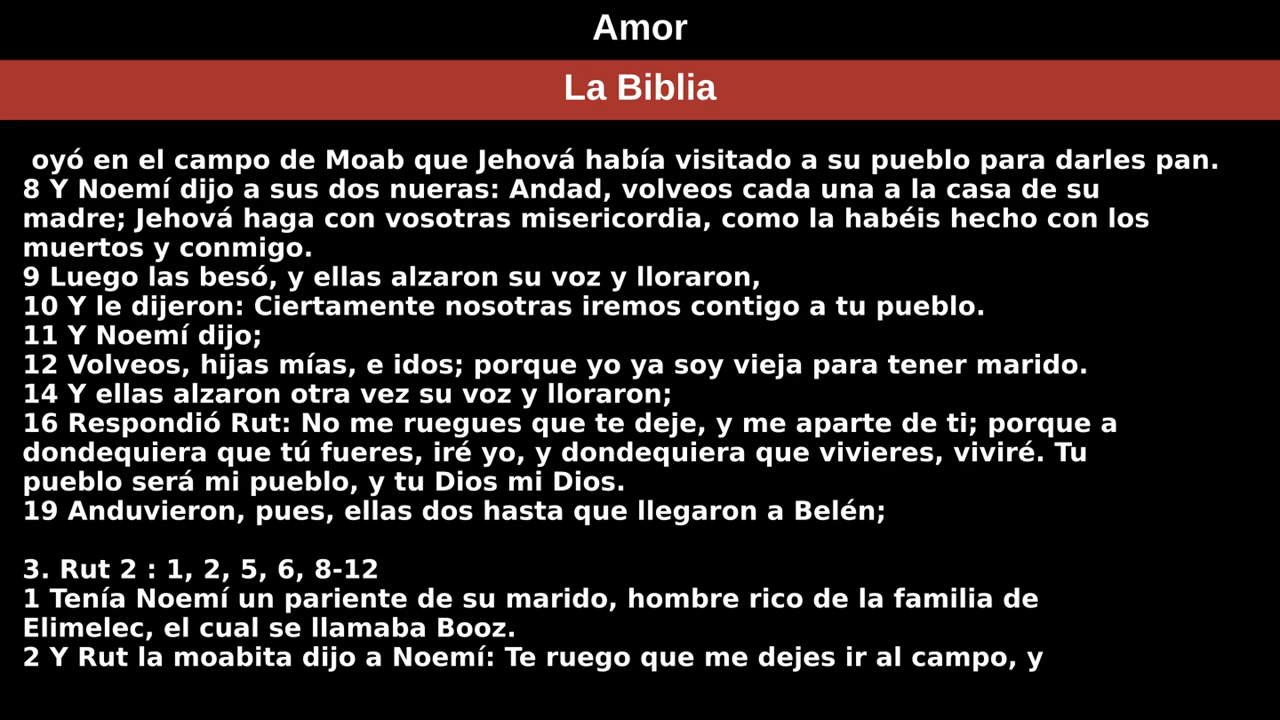 Amor
La Biblia
oyó en el campo de Moab que Jehová había visitado a su pueblo para darles pan.
8 Y Noemí dijo a sus dos nueras: Andad, volveos cada una a la casa de su
madre; Jehová haga con vosotras misericordia, como la habéis hecho con los
muertos y conmigo.
9 Luego las besó, y ellas alzaron su voz y lloraron,
10 Y le dijeron: Ciertamente nosotras iremos contigo a tu pueblo.
11 Y Noemí dijo;
12 Volveos, hijas mías, e idos; porque yo ya soy vieja para tener marido.
14 Y ellas alzaron otra vez su voz y lloraron;
16 Respondió Rut: No me ruegues que te deje, y me aparte de ti; porque a
dondequiera que tú fueres, iré yo, y dondequiera que vivieres, viviré. Tu
pueblo será mi pueblo, y tu Dios mi Dios.
19 Anduvieron, pues, ellas dos hasta que llegaron a Belén;
3. Rut 2 : 1, 2, 5, 6, 8-12
1 Tenía Noemí un pariente de su marido, hombre rico de la familia de
Elimelec, el cual se llamaba Booz.
2 Y Rut la moabita dijo a Noemí: Te ruego que me dejes ir al campo, y